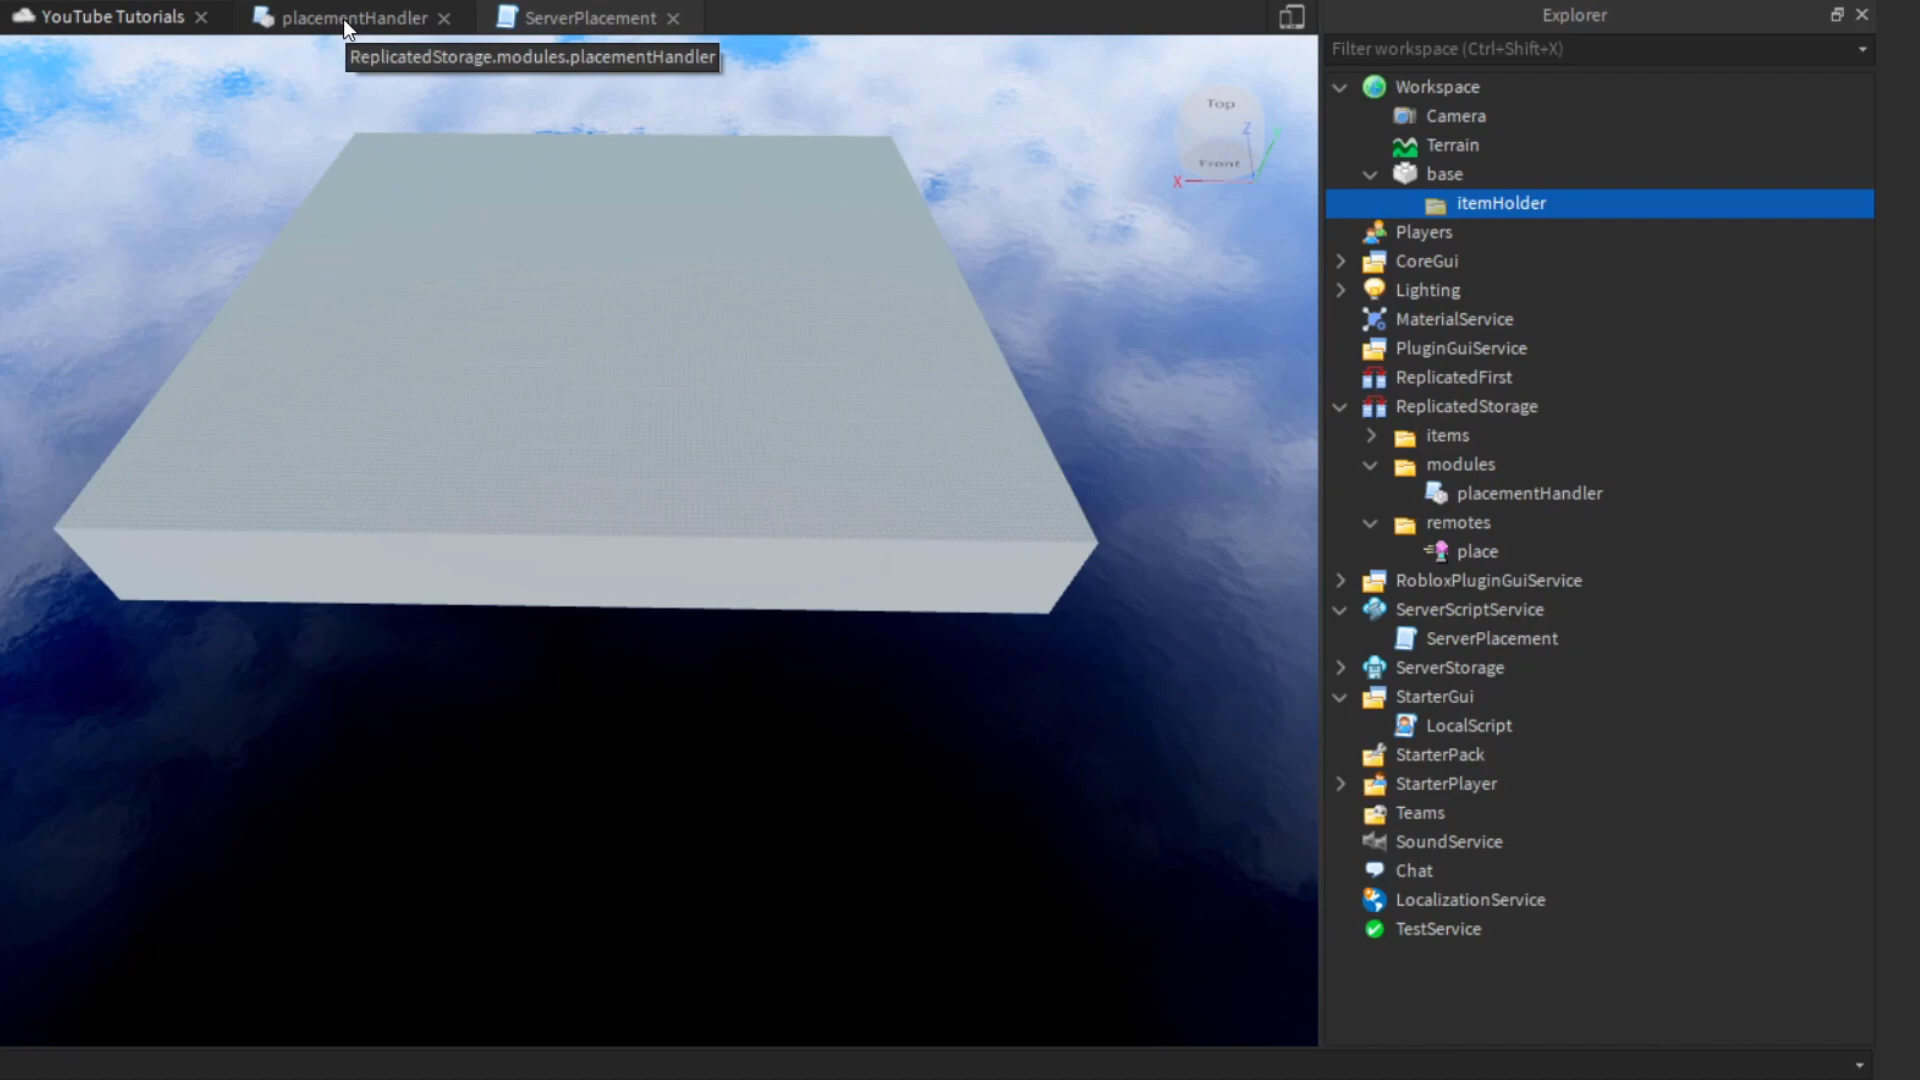 YouTube Tutorials
placementHandler
ServerPlacement
Explorer
ReplicatedStorage.modules.placementHandler
Filter workspace (Ctrl+Shift+X)
Top
Z
Y
Front
X
Workspace
Camera
Terrain
base
itemHolder
Players
CoreGui
Lighting
MaterialService
PluginGuiService
ReplicatedFirst
ReplicatedStorage
items
modules
placementHandler
remotes
place
RobloxPluginGuiService
ServerScriptService
ServerPlacement
ServerStorage
StarterGui
LocalScript
StarterPack
StarterPlayer
Teams
SoundService
Chat
LocalizationService
TestService